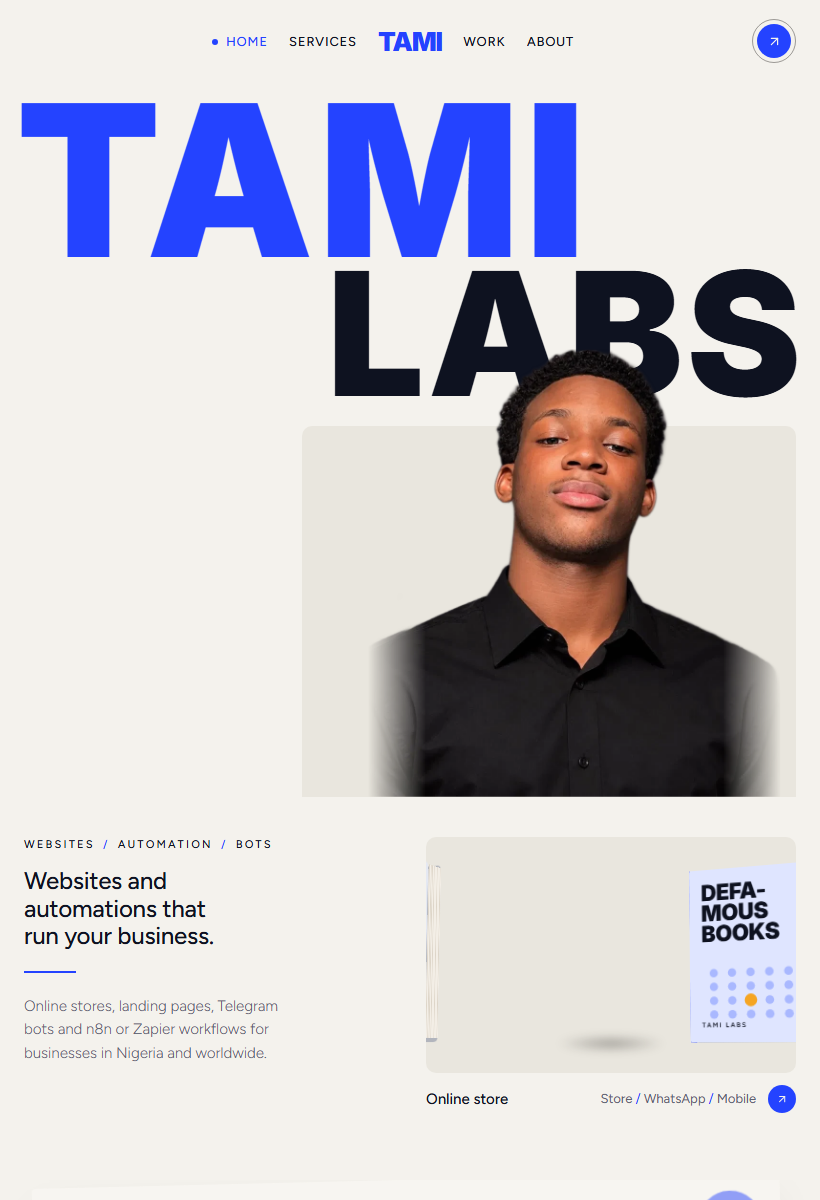 HOME SERVICES TAMI WORK ABOUT
TAMI
LABS
WEBSITES / AUTOMATION / BOTS
Websites and
automations that
run your business.
Online stores, landing pages, Telegram
bots and n8n or Zapier workflows for
businesses in Nigeria and worldwide.
DEFA-
MOUS
BOOKS
TAMI LABS
Online store
Store / WhatsApp / Mobile